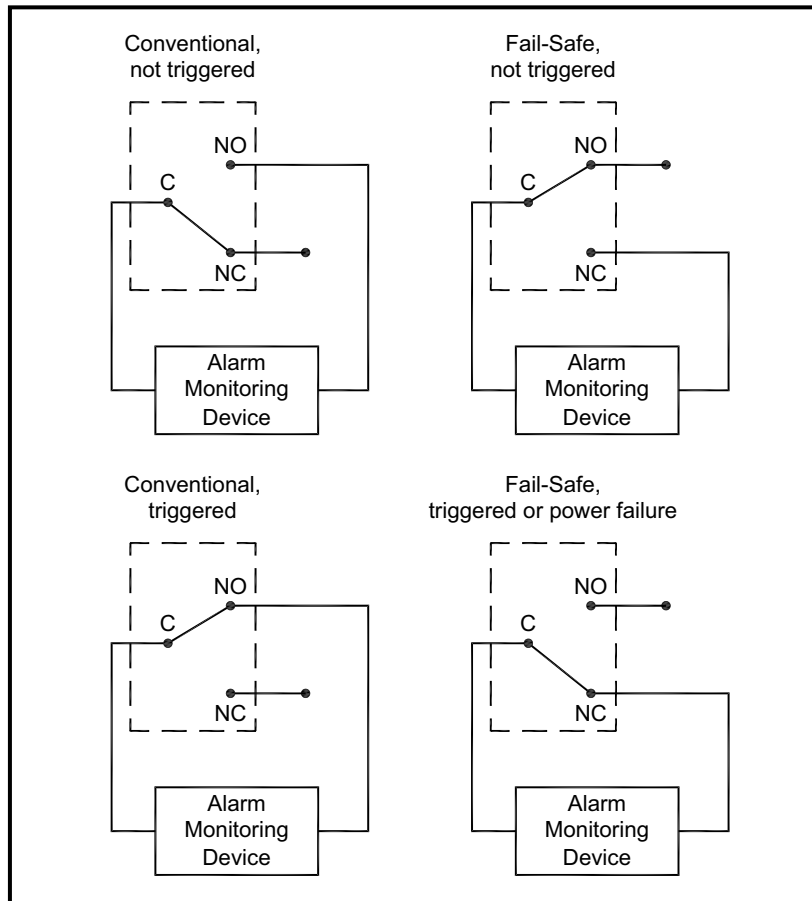 Conventional,
not triggered
NO
C
NC
Alarm
Monitoring
Device
Fail-Safe,
not triggered
NO
C
NC
Alarm
Monitoring
Device
Conventional,
triggered
NO
C
NC
Alarm
Monitoring
Device
Fail-Safe,
triggered or power failure
NO
C
NC
Alarm
Monitoring
Device